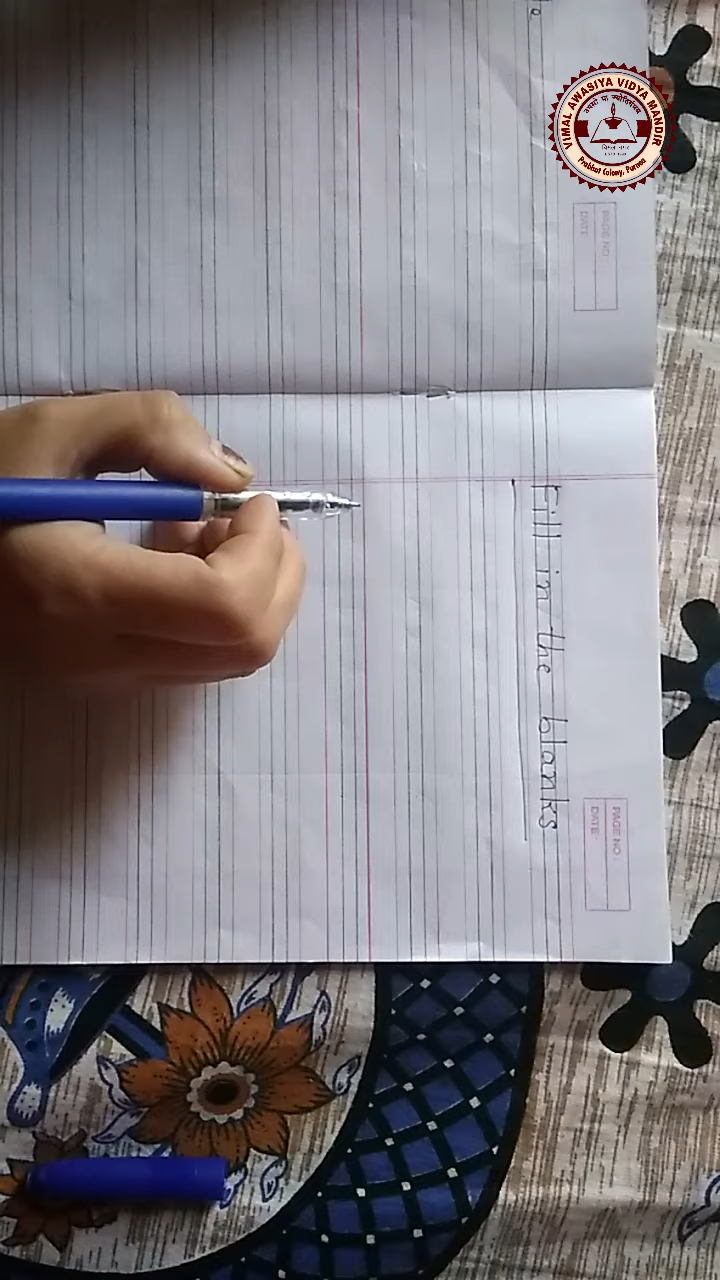 VIMAL AWASIYA VIDYA MANDIR
Prabhat Colony, Purnea
PAGE NO :
DATE
Fill in the blanks
PAGE NO :
DATE :